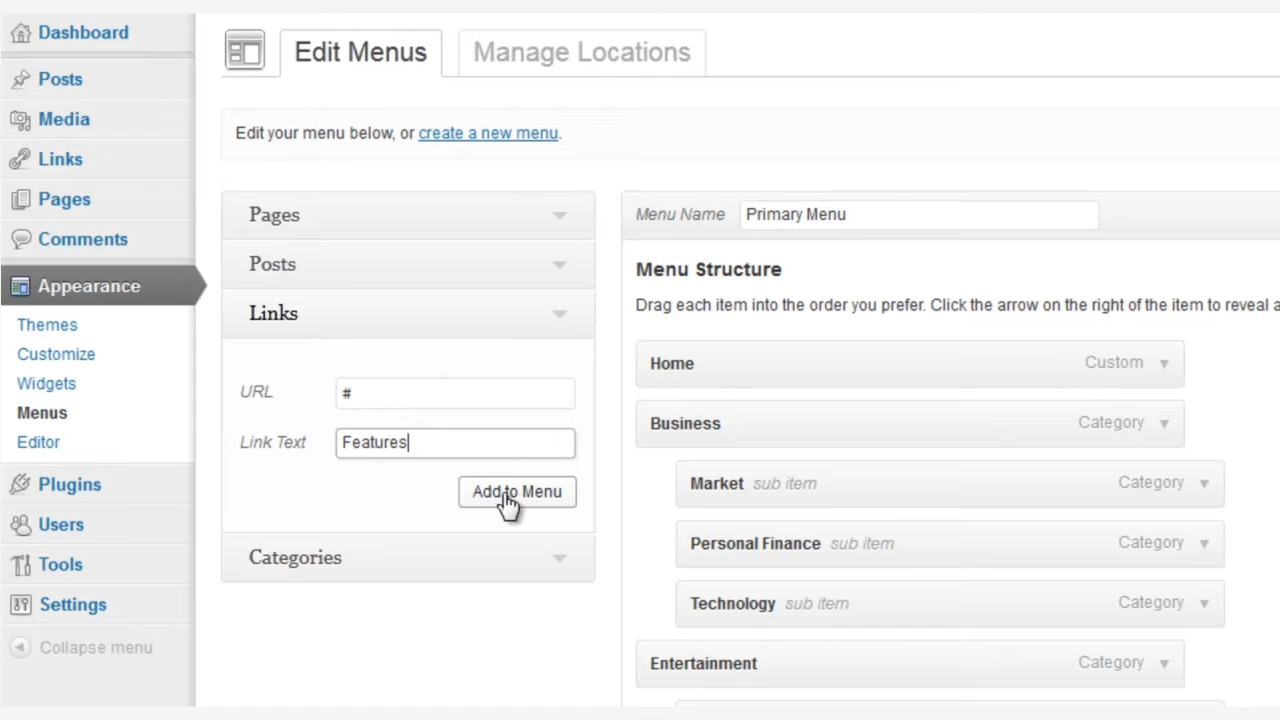 Dashboard
Posts
Media
Links
Pages
Comments
Appearance
Themes
Customize
Widgets
Menus
Editor
Plugins
Users
Tools
Settings
Collapse menu
Edit Menus
Manage Locations
Edit your menu below, or create a new menu.
Pages
Posts
Links
URL #
Link Text Features
Add to Menu
Categories
Menu Name Primary Menu
Menu Structure
Drag each item into the order you prefer. Click the arrow on the right of the item to reveal a
Home Custom
Business Category
Market sub item Category
Personal Finance sub item Category
Technology sub item Category
Entertainment Category